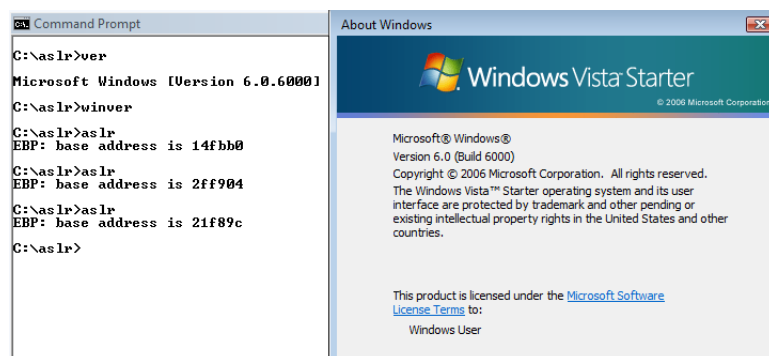 Command Prompt
C:\aslr>ver
Microsoft Windows [Version 6.0.6000]
C:\aslr>winver
C:\aslr>aslr
EBP: base address is 14fbb0
C:\aslr>aslr
EBP: base address is 2ff904
C:\aslr>aslr
EBP: base address is 21f89c
C:\aslr>
About Windows
Windows Vista™ Starter
© 2006 Microsoft Corporation
Microsoft® Windows®
Version 6.0 (Build 6000)
Copyright © 2006 Microsoft Corporation. All rights reserved.
The Windows Vista™ Starter operating system and its user
interface are protected by trademark and other pending or
existing intellectual property rights in the United States and other
countries.
This product is licensed under the Microsoft Software
License Terms to:
Windows User